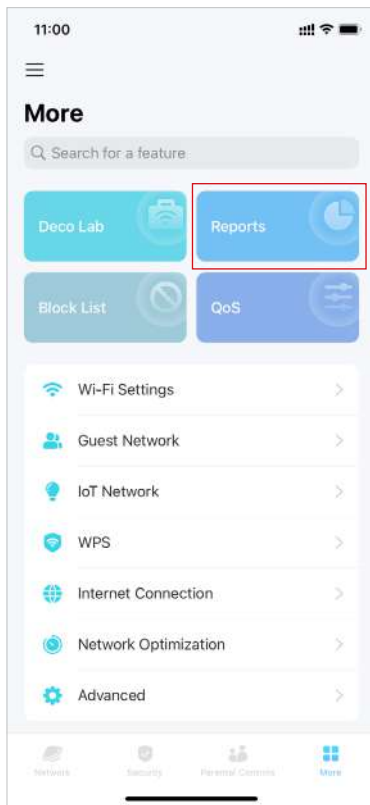 11:00
More
Search for a feature
Deco Lab
Reports
Block List
QoS
Wi-Fi Settings
Guest Network
IoT Network
WPS
Internet Connection
Network Optimization
Advanced
Network
Security
Parental Controls
More